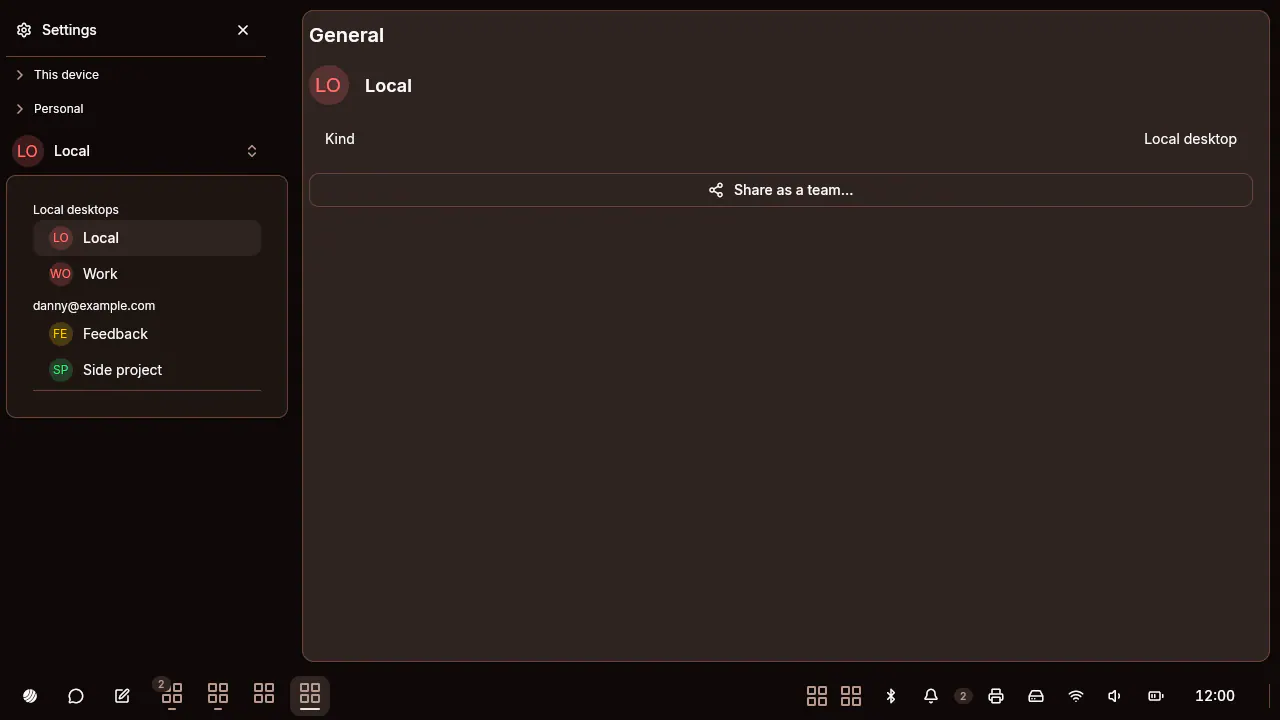 Settings
This device
Personal
LO Local
Local desktops
LO Local
WO Work
danny@example.com
FE Feedback
SP Side project
General
LO Local
Kind Local desktop
Share as a team...
2
2
12:00